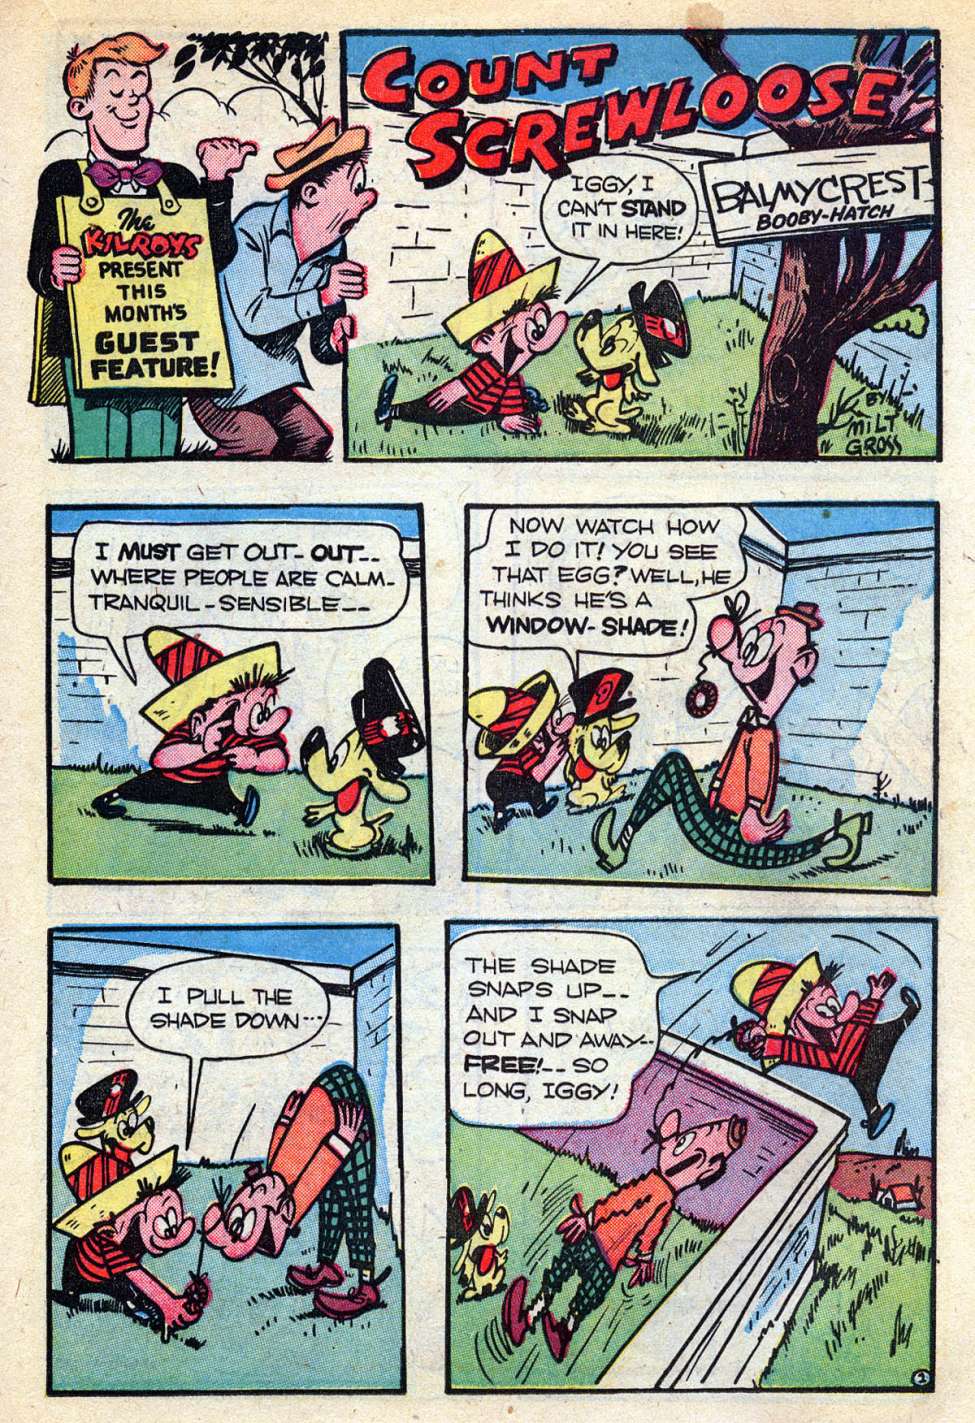 The
KILROYS
PRESENT
THIS
MONTH'S
GUEST
FEATURE!
COUNT
SCREWLOOSE
IGGY, I
CAN'T STAND
IT IN HERE!
BALMYCREST
BOOBY-HATCH
BY
MILT
GROSS
I MUST GET OUT- OUT--
WHERE PEOPLE ARE CALM-
TRANQUIL-SENSIBLE--
NOW WATCH HOW
I DO IT! YOU SEE
THAT EGG? WELL, HE
THINKS HE'S A
WINDOW-SHADE!
9
I PULL THE
SHADE DOWN---
THE SHADE
SNAPS UP--
AND I SNAP
OUT AND AWAY--
FREE!-- SO
LONG, IGGY!
1